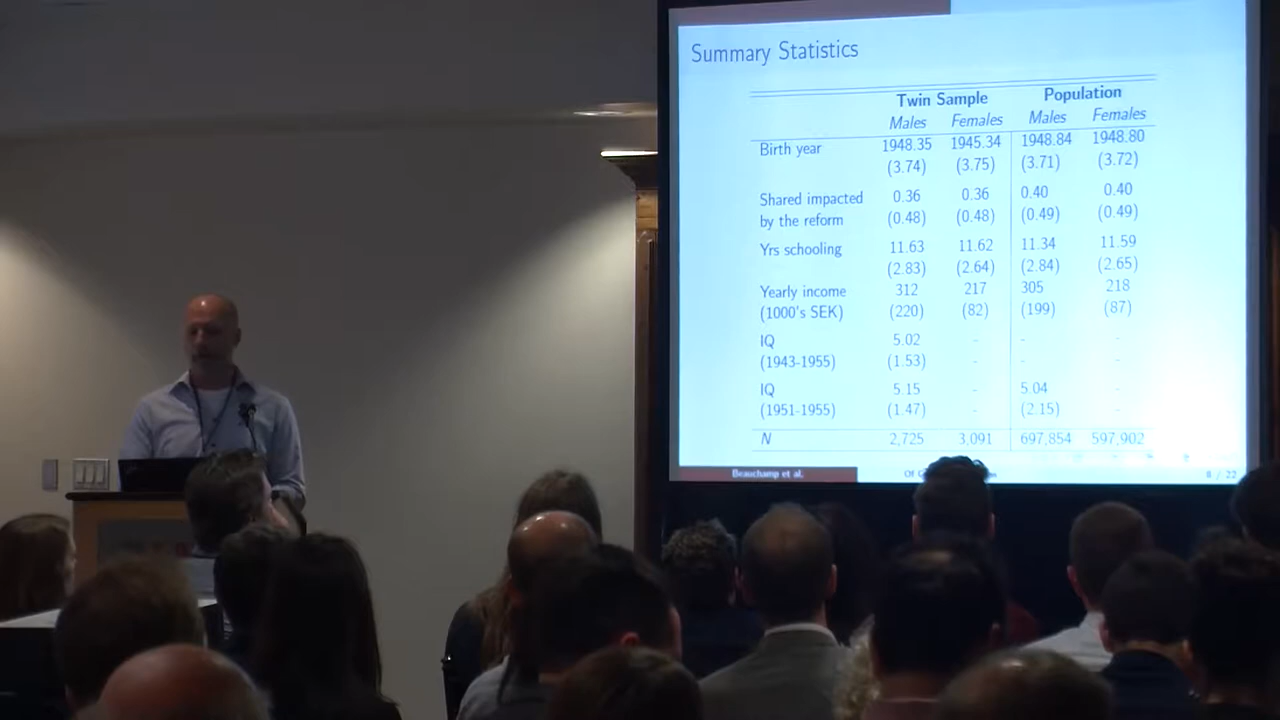 Summary Statistics
Twin Sample Population
Males Females Males Females
Birth year 1948.35 1945.34 1948.84 1948.80
(3.74) (3.75) (3.71) (3.72)
Shared impacted 0.36 0.36 0.40 0.40
by the reform (0.48) (0.48) (0.49) (0.49)
Yrs schooling 11.63 11.62 11.34 11.59
(2.83) (2.64) (2.84) (2.65)
Yearly income 312 217 305 218
(1000's SEK) (220) (82) (199) (87)
IQ 5.02 - - -
(1943-1955) (1.53) - - -
IQ 5.15 - 5.04 -
(1951-1955) (1.47) - (2.15) -
N 2,725 3,091 697,854 597,902
Beauchamp et al. 8 / 22